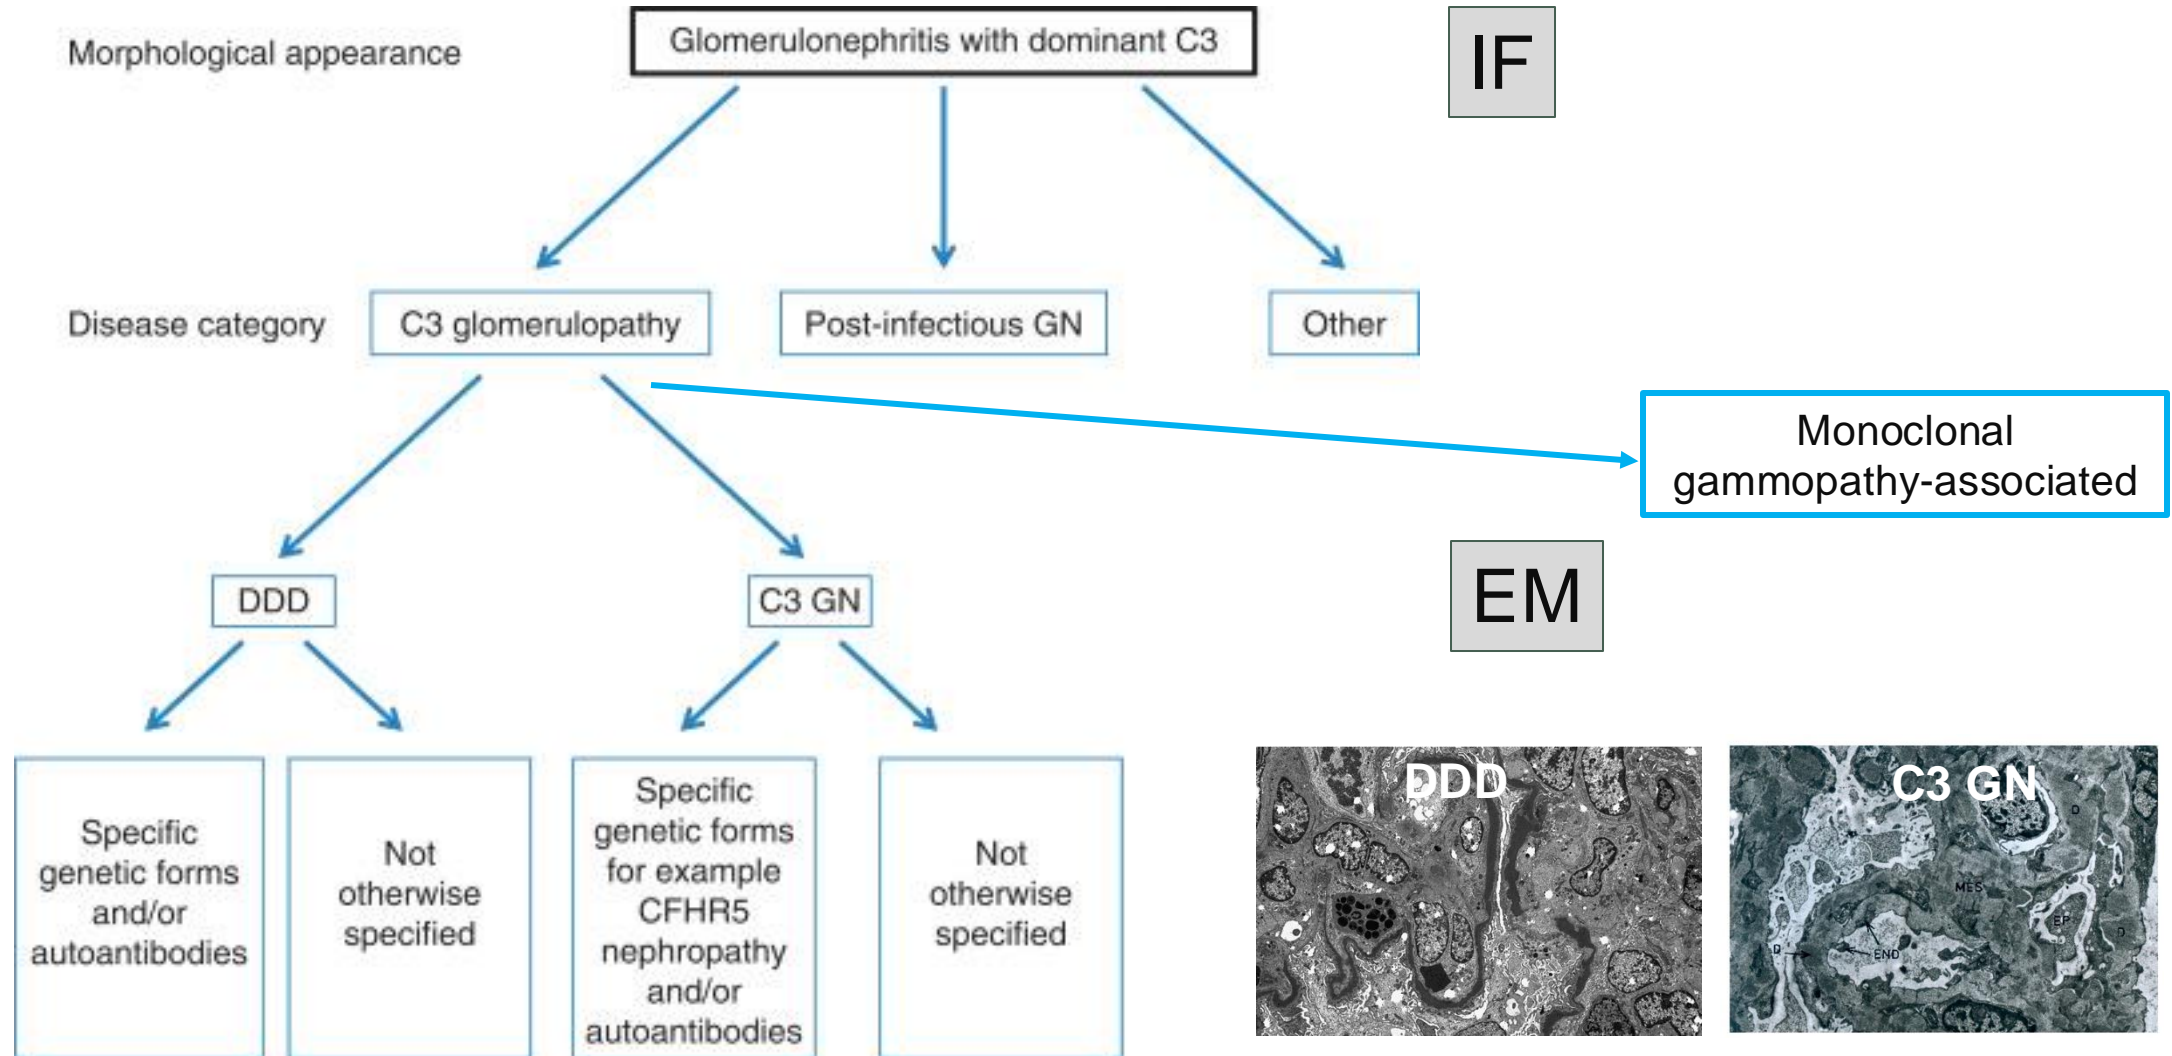 Morphological appearance
Glomerulonephritis with dominant C3
IF
Disease category
C3 glomerulopathy
Post-infectious GN
Other
Monoclonal
gammopathy-associated
DDD
C3 GN
EM
Specific
genetic forms
and/or
autoantibodies
Not
otherwise
specified
Specific
genetic forms
for example
CFHR5
nephropathy
and/or
autoantibodies
Not
otherwise
specified
DDD
C3 GN
D
MES
EP
D
D
END